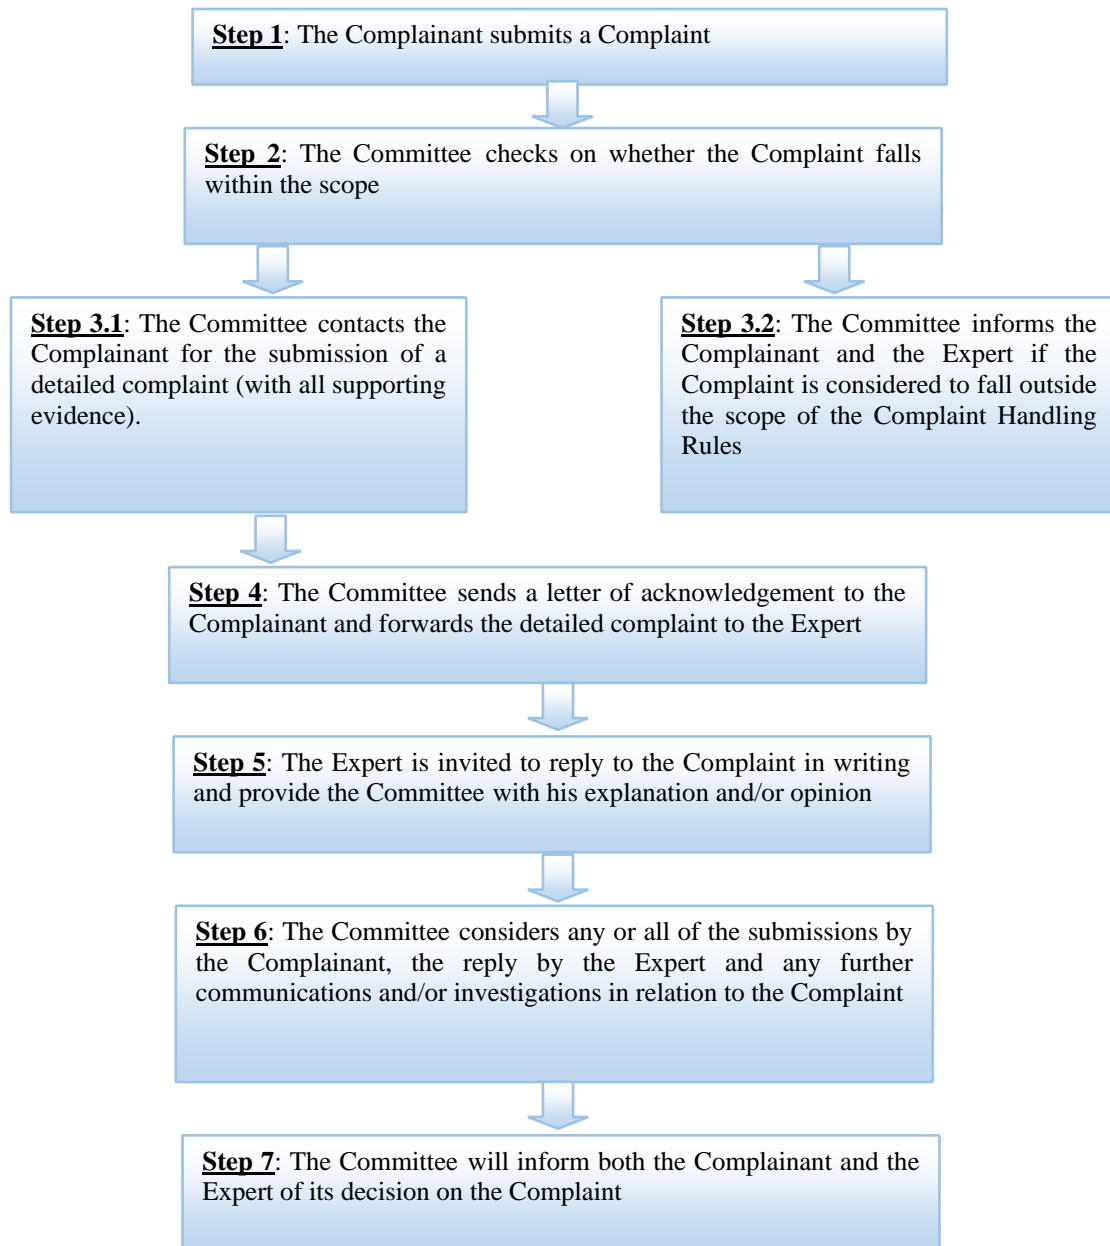 Step 1: The Complainant submits a Complaint
Step 2: The Committee checks on whether the Complaint falls
within the scope
Step 3.1: The Committee contacts the
Complainant for the submission of a
detailed complaint (with all supporting
evidence).
Step 3.2: The Committee informs the
Complainant and the Expert if the
Complaint is considered to fall outside
the scope of the Complaint Handling
Rules
Step 4: The Committee sends a letter of acknowledgement to the
Complainant and forwards the detailed complaint to the Expert
Step 5: The Expert is invited to reply to the Complaint in writing
and provide the Committee with his explanation and/or opinion
Step 6: The Committee considers any or all of the submissions by
the Complainant, the reply by the Expert and any further
communications and/or investigations in relation to the Complaint
Step 7: The Committee will inform both the Complainant and the
Expert of its decision on the Complaint